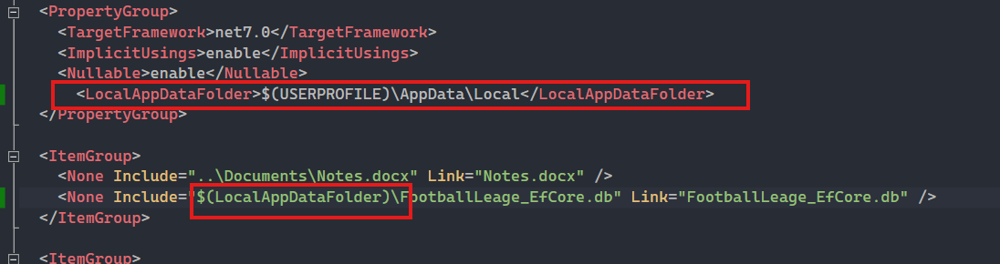 <PropertyGroup>
<TargetFramework>net7.0</TargetFramework>
<ImplicitUsings>enable</ImplicitUsings>
<Nullable>enable</Nullable>
<LocalAppDataFolder>$(USERPROFILE)\AppData\Local</LocalAppDataFolder>
</PropertyGroup>
<ItemGroup>
<None Include="..\Documents\Notes.docx" Link="Notes.docx" />
<None Include="$(LocalAppDataFolder)\FootballLeage_EfCore.db" Link="FootballLeage_EfCore.db" />
</ItemGroup>
<ItemGroup>